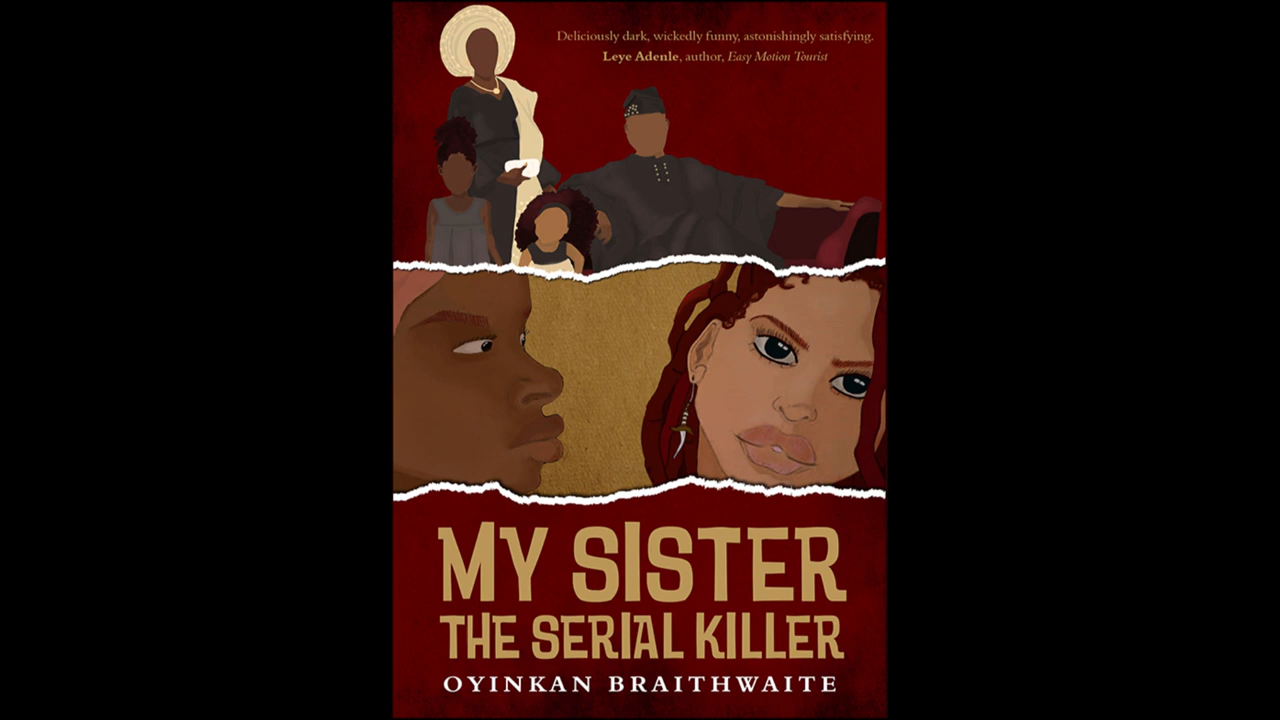 Deliciously dark, wickedly funny, astonishingly satisfying.
Leye Adenle, author, Easy Motion Tourist
MY SISTER
THE SERIAL KILLER
OYINKAN BRAITHWAITE